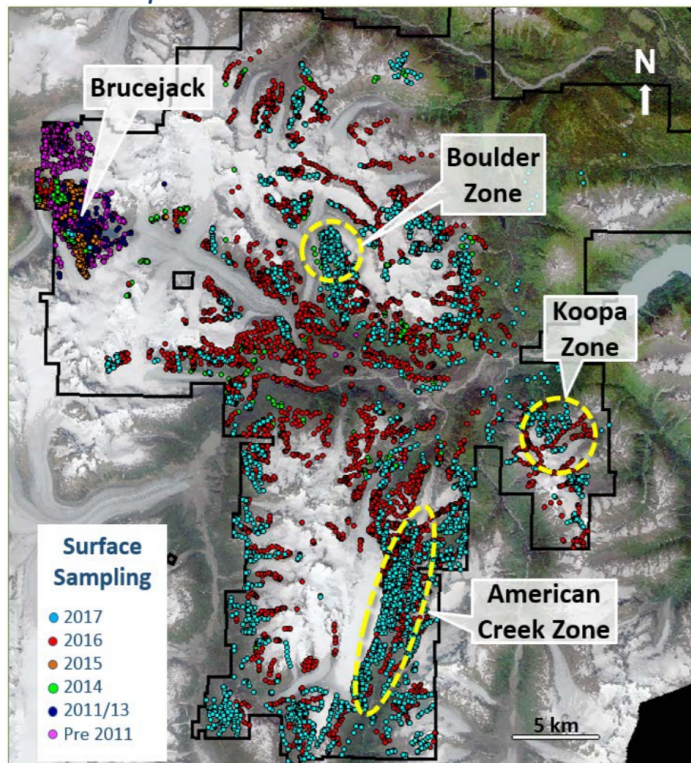 Brucejack
N
Boulder
Zone
Koopa
Zone
American
Creek Zone
Surface
Sampling
2017
2016
2015
2014
2011/13
Pre 2011
5 km